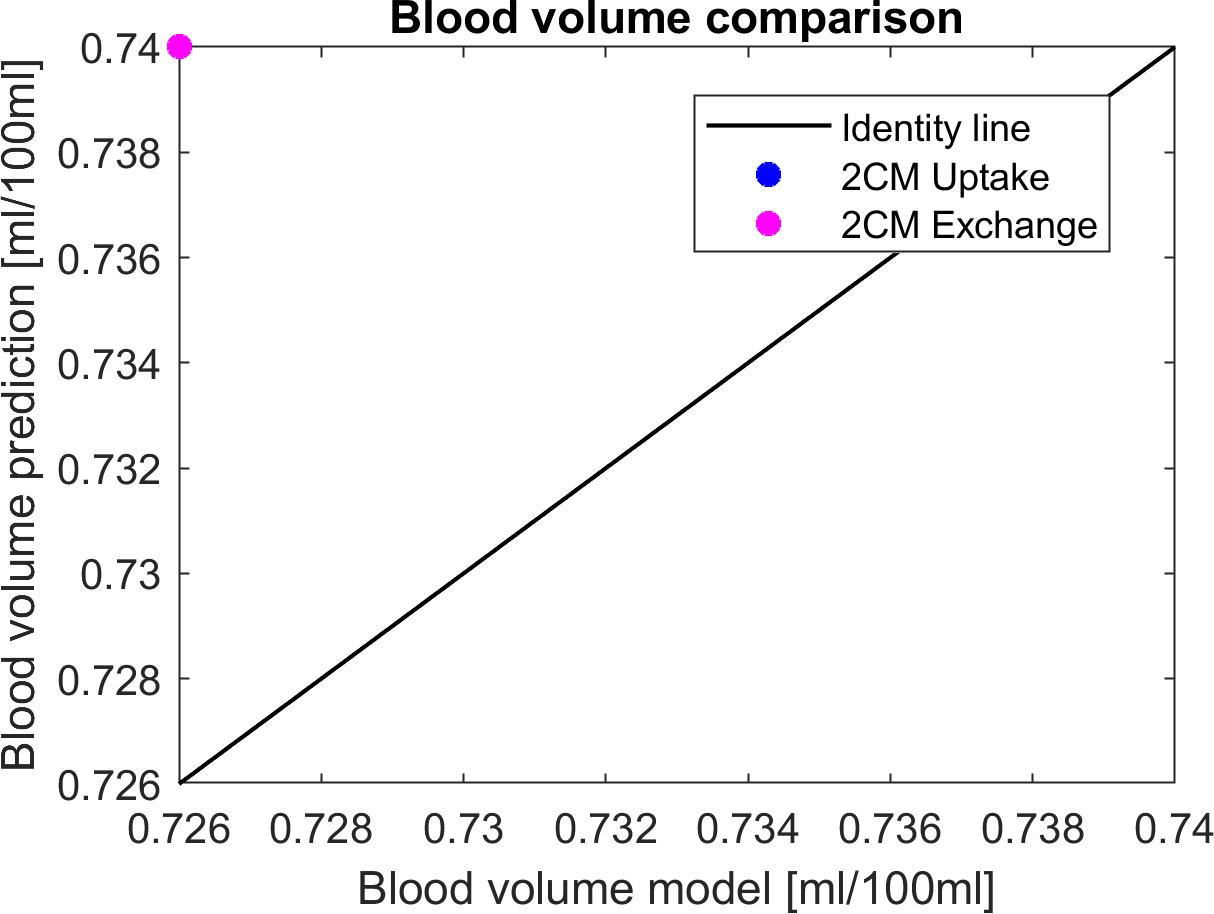 Blood volume comparison
0.74
0.738
0.736
0.734
0.732
0.73
0.728
0.726
Blood volume prediction [ml/100ml]
Identity line
2CM Uptake
2CM Exchange
0.726 0.728 0.73 0.732 0.734 0.736 0.738 0.74
Blood volume model [ml/100ml]